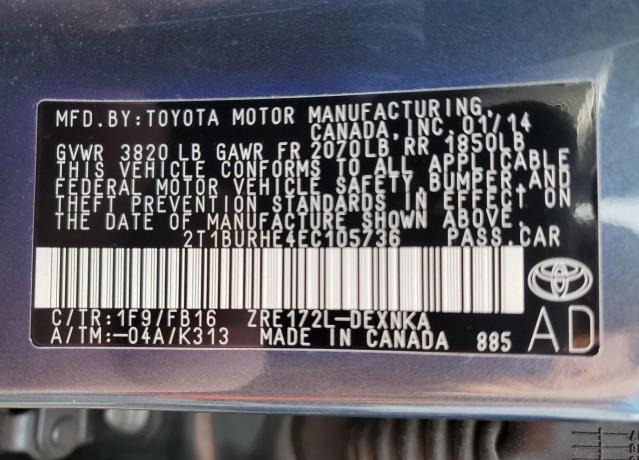 MFD.BY:TOYOTA MOTOR MANUFACTURING,
CANADA,INC.01/14
GVWR 3820LB GAWR FR 2070LB RR 1850LB
THIS VEHICLE CONFORMS TO ALL APPLICABLE
FEDERAL MOTOR VEHICLE SAFETY,BUMPER,AND
THEFT PREVENTION STANDARDS IN EFFECT ON
THE DATE OF MANUFACTURE SHOWN ABOVE.
2T1BURHE4EC105736 PASS.CAR
C/TR:1F9/FB16 ZRE172L-DEXNKA
A/TM:-04A/K313 MADE IN CANADA 885
AD